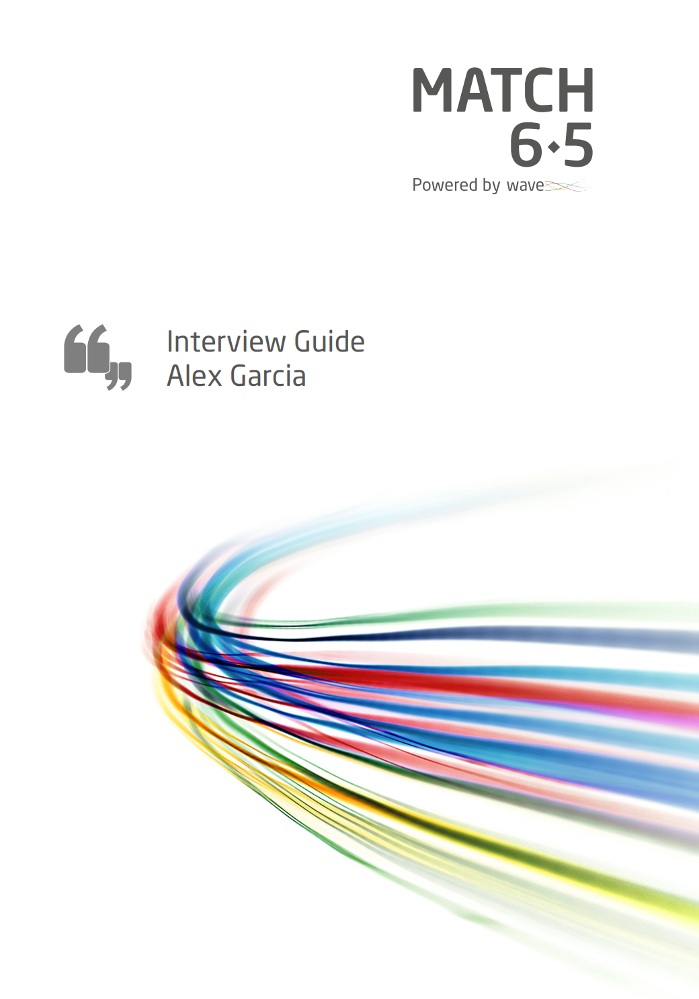 MATCH
6◆5
Powered by wave
Interview Guide
Alex Garcia